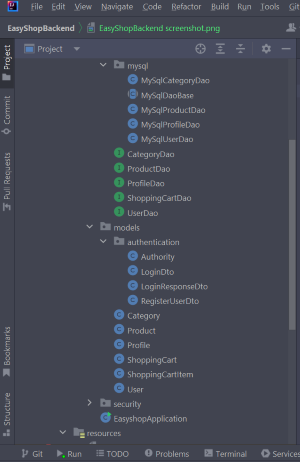 File Edit View Navigate Code Refactor Build Run Tools Git
EasyShopBackend EasyShopBackend screenshot.png
Project
Project
Commit
Pull Requests
Bookmarks
Structure
mysql
MySqlCategoryDao
MySqlDaoBase
MySqlProductDao
MySqlProfileDao
MySqlUserDao
CategoryDao
ProductDao
ProfileDao
ShoppingCartDao
UserDao
models
authentication
Authority
LoginDto
LoginResponseDto
RegisterUserDto
Category
Product
Profile
ShoppingCart
ShoppingCartItem
User
security
EasyshopApplication
resources
Git Run TODO Problems Terminal Services